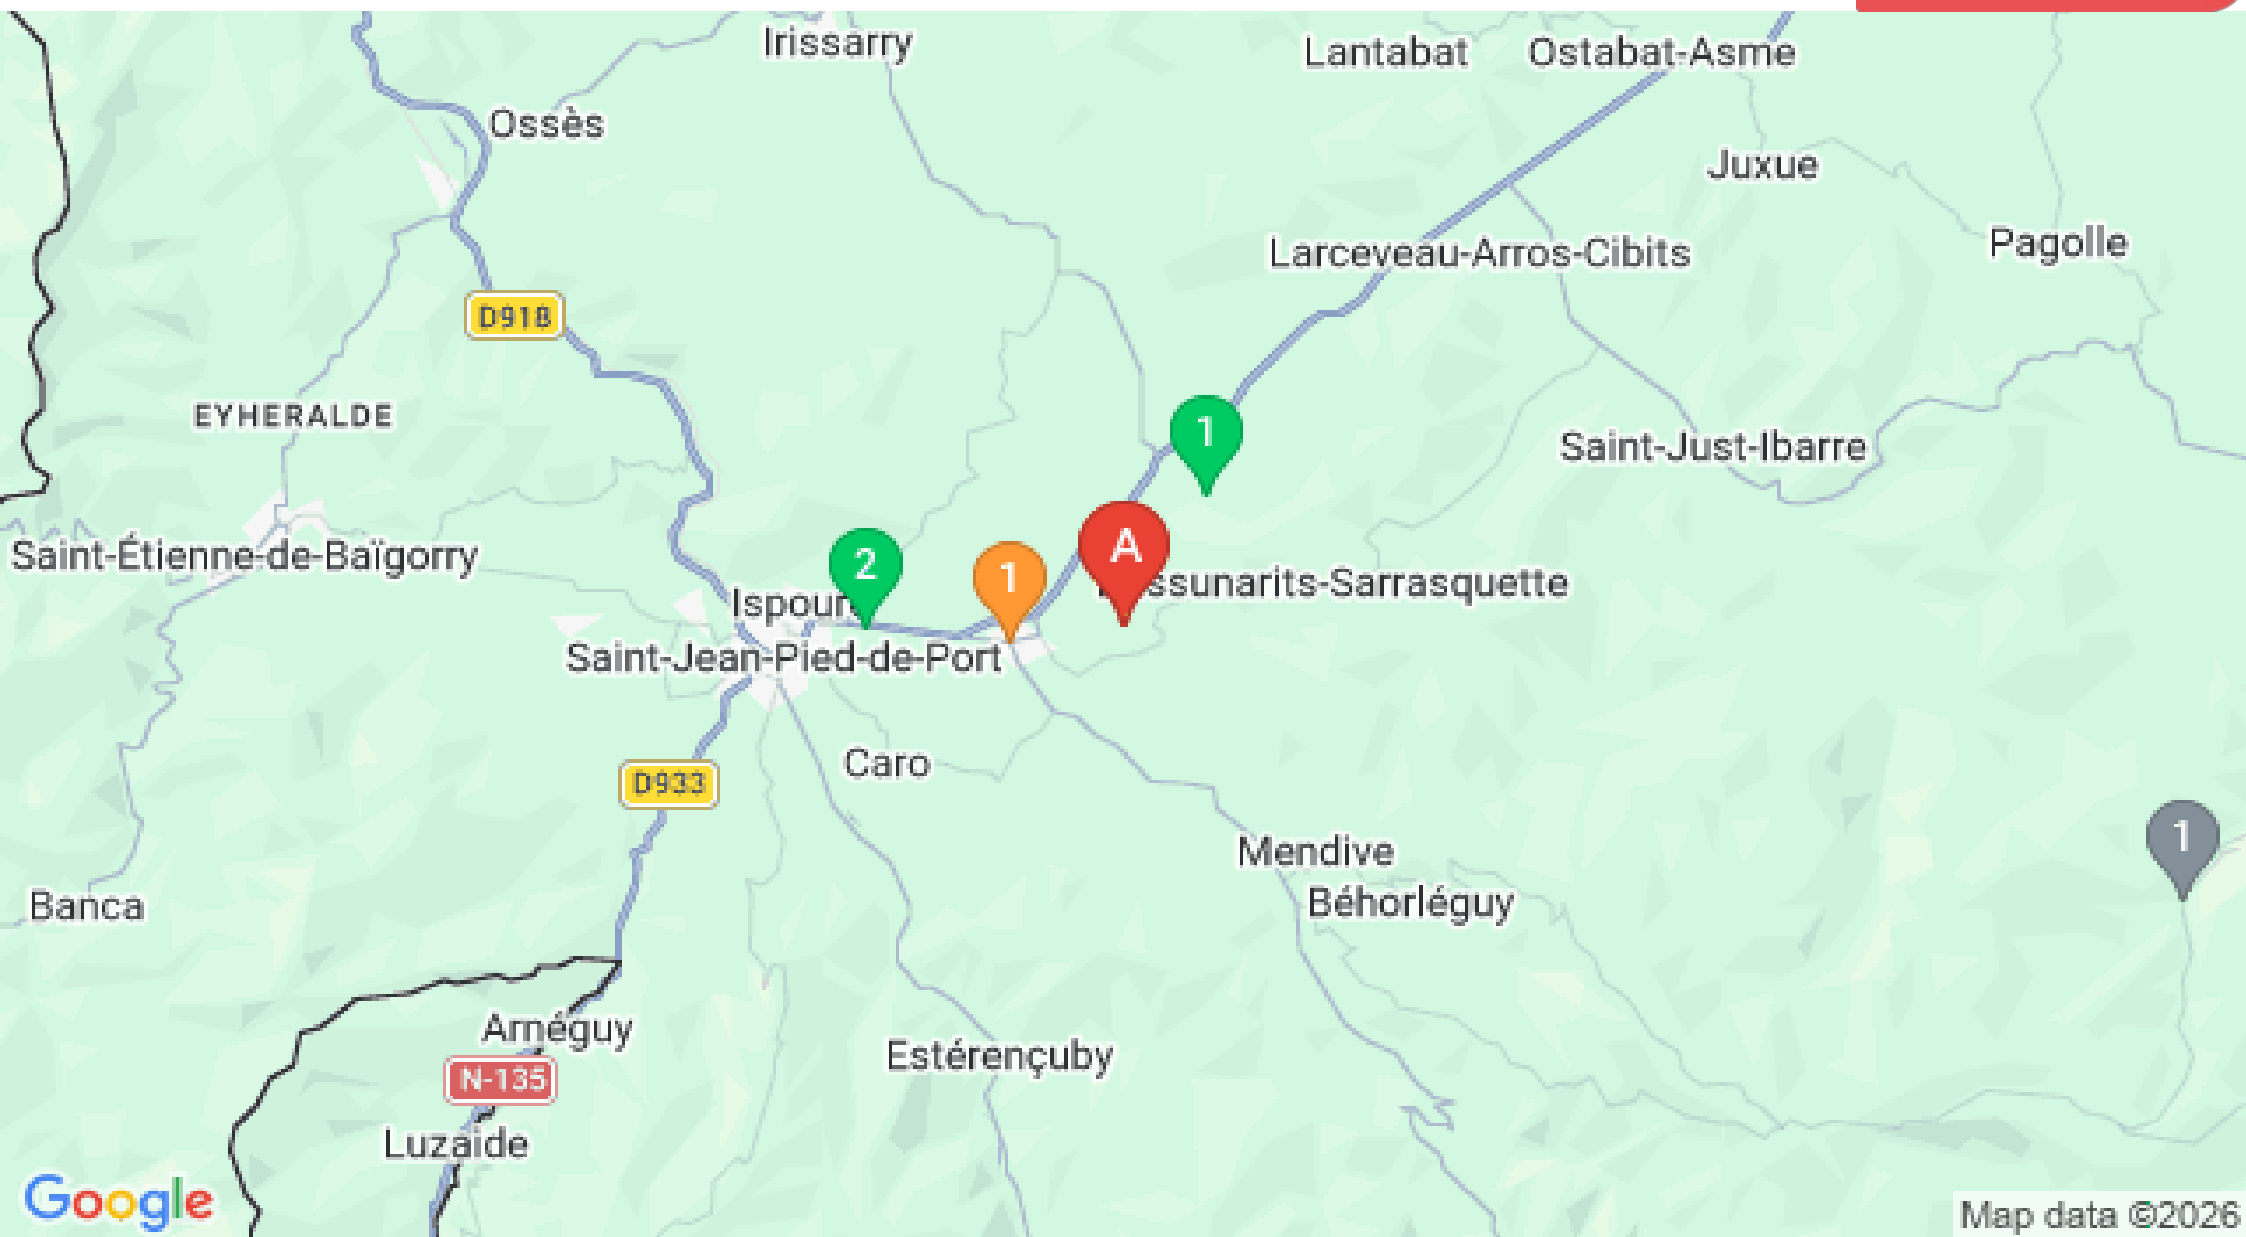 Irissarry
Lantabat
Ostabat-Asme
Ossès
Juxue
Larceveau-Arros-Cibits
Pagolle
D918
EYHERALDE
1
Saint-Just-Ibarre
Saint-Étienne-de-Baïgorry
2
1
A
ssunarits-Sarrasquette
Ispour
Saint-Jean-Pied-de-Port
Caro
D933
1
Mendive
Béhorléguy
Banca
Arnéguy
Estérençuby
N-135
Luzaide
Google
Map data ©2026